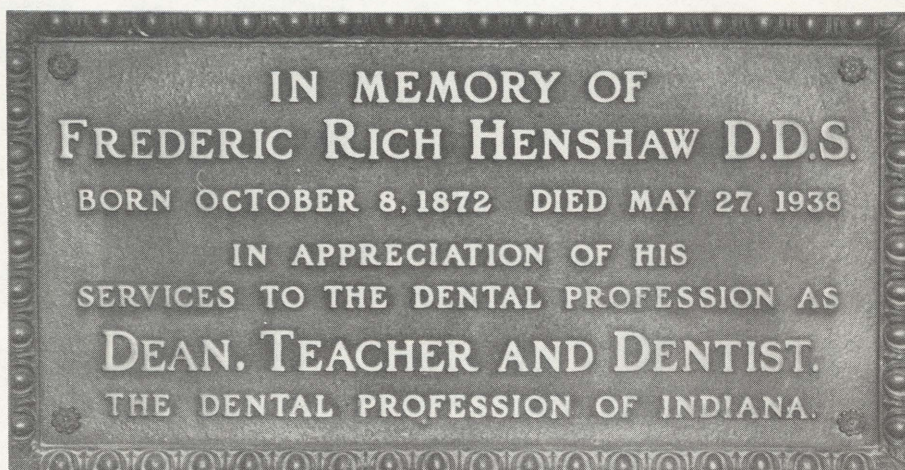 IN MEMORY OF
FREDERIC RICH HENSHAW D.D.S.
BORN OCTOBER 8, 1872 DIED MAY 27, 1938
IN APPRECIATION OF HIS
SERVICES TO THE DENTAL PROFESSION AS
DEAN. TEACHER AND DENTIST.
THE DENTAL PROFESSION OF INDIANA.